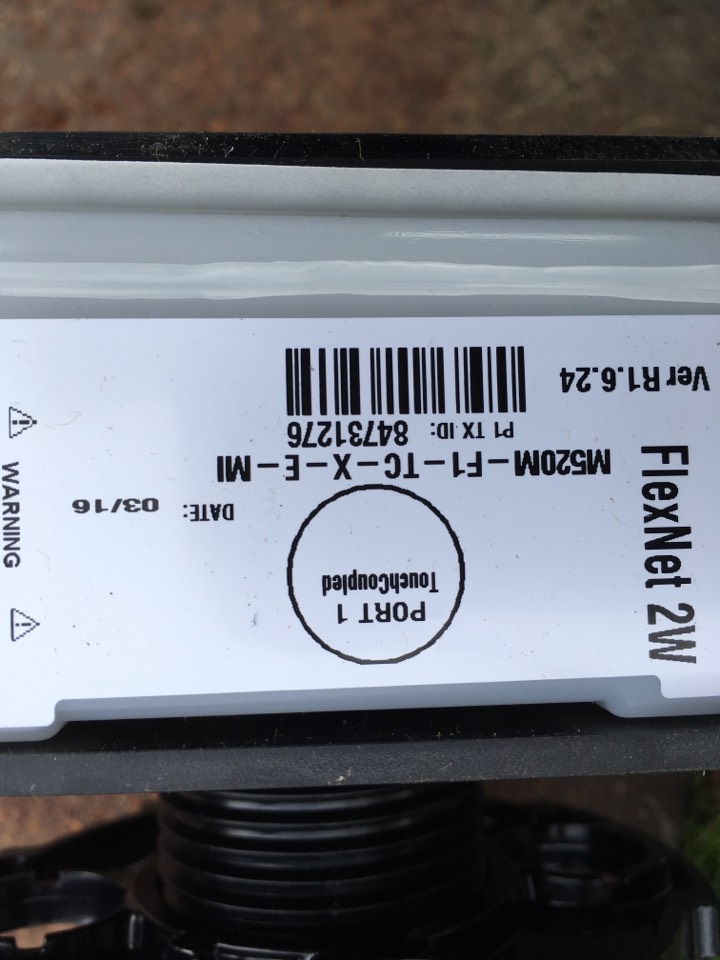 PORT 1
TouchCoupled
DATE: 03/16
M520M-F1-TC-X-E-MI
P1 TX ID: 84731276
Ver R1.6.24
FlexNet 2W
WARNING